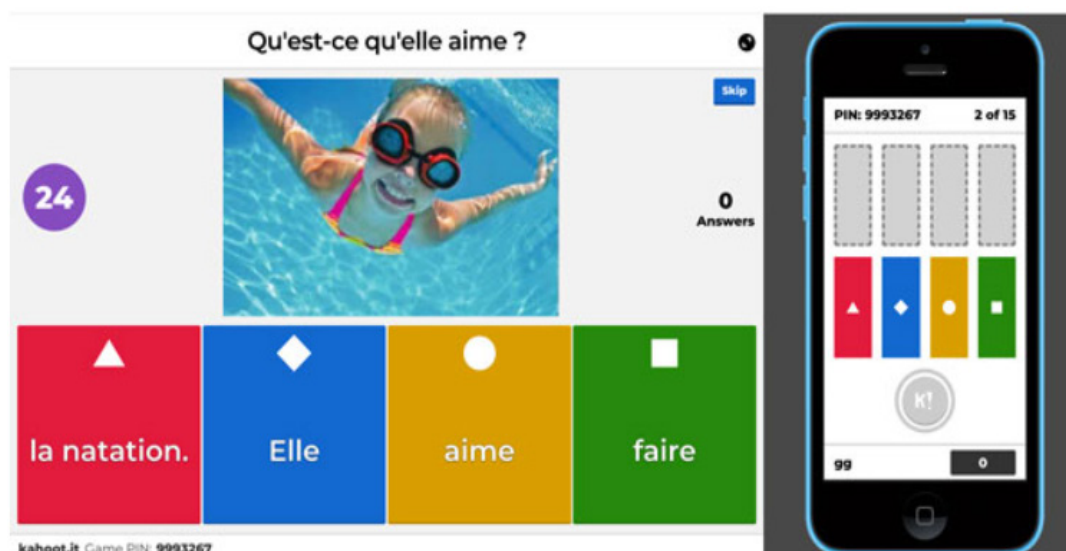 Qu'est-ce qu'elle aime ?
Skip
24
0
Answers
la natation.
Elle
aime
faire
kahoot.it Game PIN: 9993267
PIN: 9993267 2 of 15
K!
gg 0